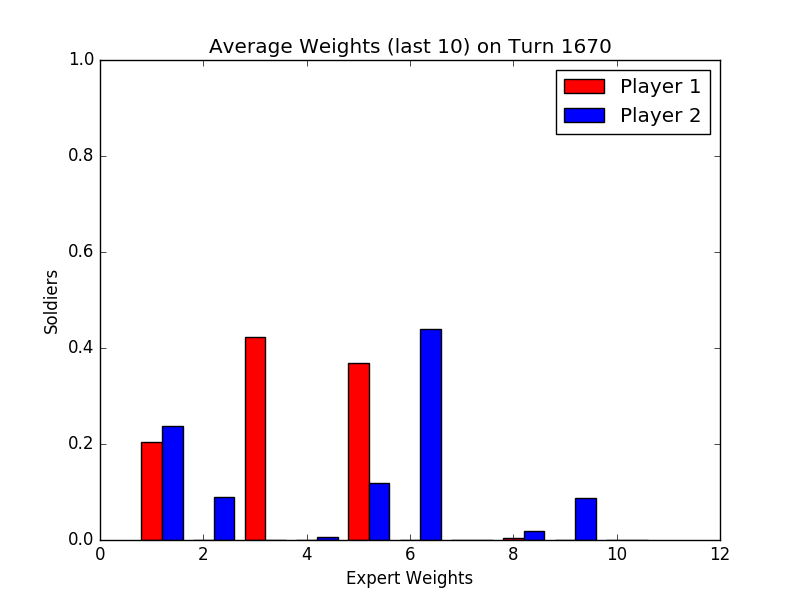 Average Weights (last 10) on Turn 1670
1.0
0.8
0.6
0.4
0.2
0.0
Soldiers
Player 1
Player 2
0 2 4 6 8 10 12
Expert Weights